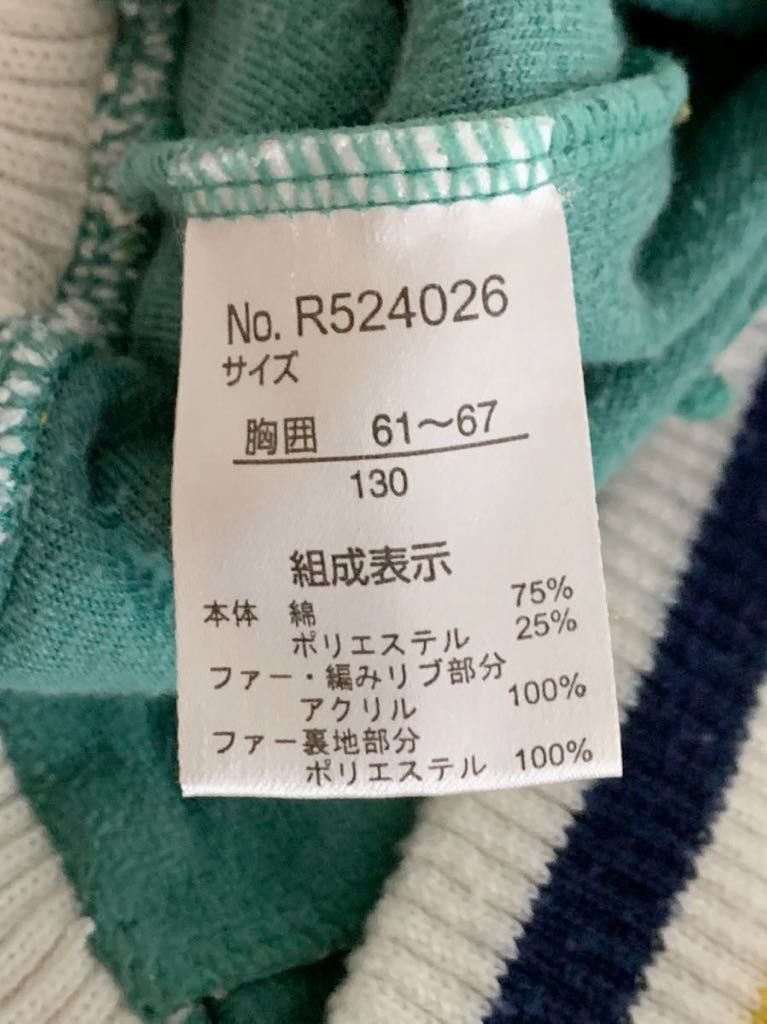 No. R524026
サイズ
胸囲 61～67
130
組成表示
本体 綿 75%
ポリエステル 25%
ファー・編みリブ部分
アクリル 100%
ファー裏地部分
ポリエステル 100%